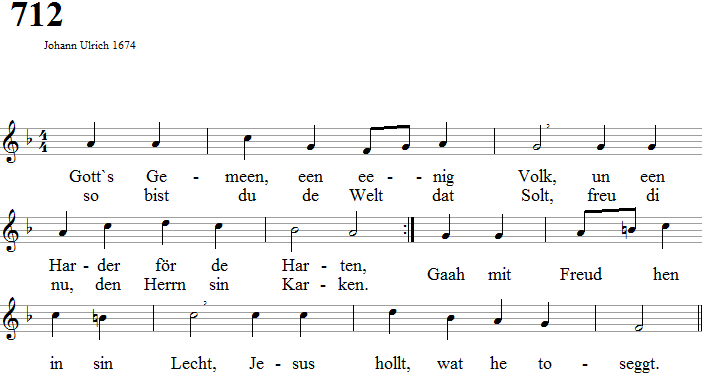 712
Johann Ulrich 1674
Gott`s Ge - meen, een ee - - nig Volk, un een
so bist du de Welt dat Solt, freu di
Har - der för de Har - ten,
nu, den Herrn sin Kar - ken.
Gaah mit Freud hen
in sin Lecht, Je - sus hollt, wat he to - seggt.